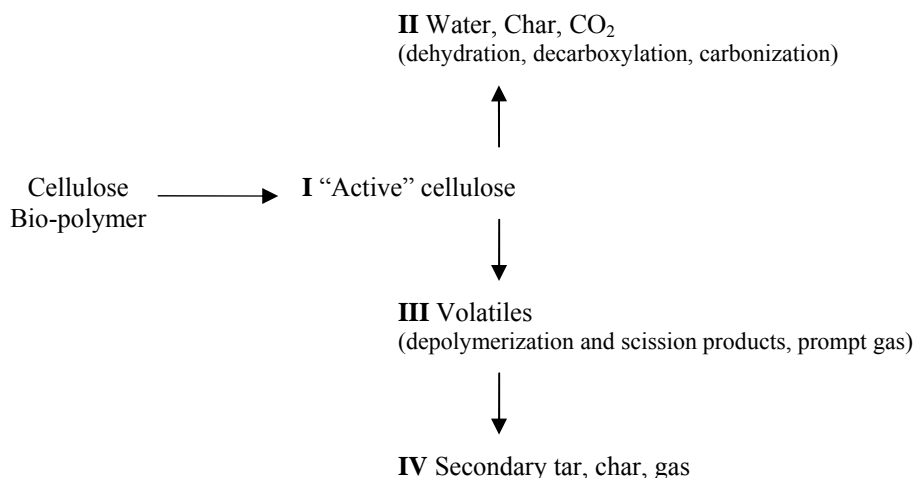 II Water, Char, CO₂
(dehydration, decarboxylation, carbonization)
Cellulose
Bio-polymer
I “Active” cellulose
III Volatiles
(depolymerization and scission products, prompt gas)
IV Secondary tar, char, gas